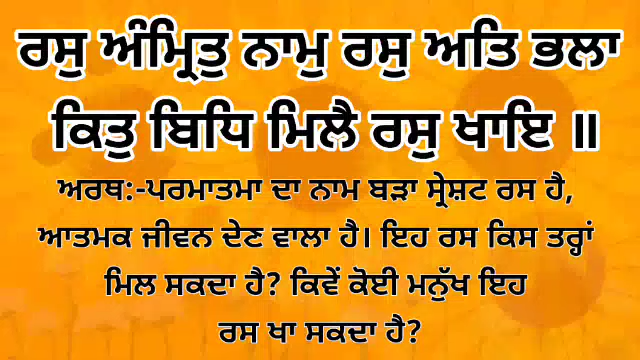 ਰਸੁ ਅੰਮ੍ਰਿਤੁ ਨਾਮੁ ਰਸੁ ਅਤਿ ਭਲਾ
ਕਿਤੁ ਬਿਧਿ ਮਿਲੈ ਰਸੁ ਖਾਇ ॥
ਅਰਥ:-ਪਰਮਾਤਮਾ ਦਾ ਨਾਮ ਬੜਾ ਸ੍ਰੇਸ਼ਟ ਰਸ ਹੈ,
ਆਤਮਕ ਜੀਵਨ ਦੇਣ ਵਾਲਾ ਹੈ। ਇਹ ਰਸ ਕਿਸ ਤਰ੍ਹਾਂ
ਮਿਲ ਸਕਦਾ ਹੈ? ਕਿਵੇਂ ਕੋਈ ਮਨੁੱਖ ਇਹ
ਰਸ ਖਾ ਸਕਦਾ ਹੈ?